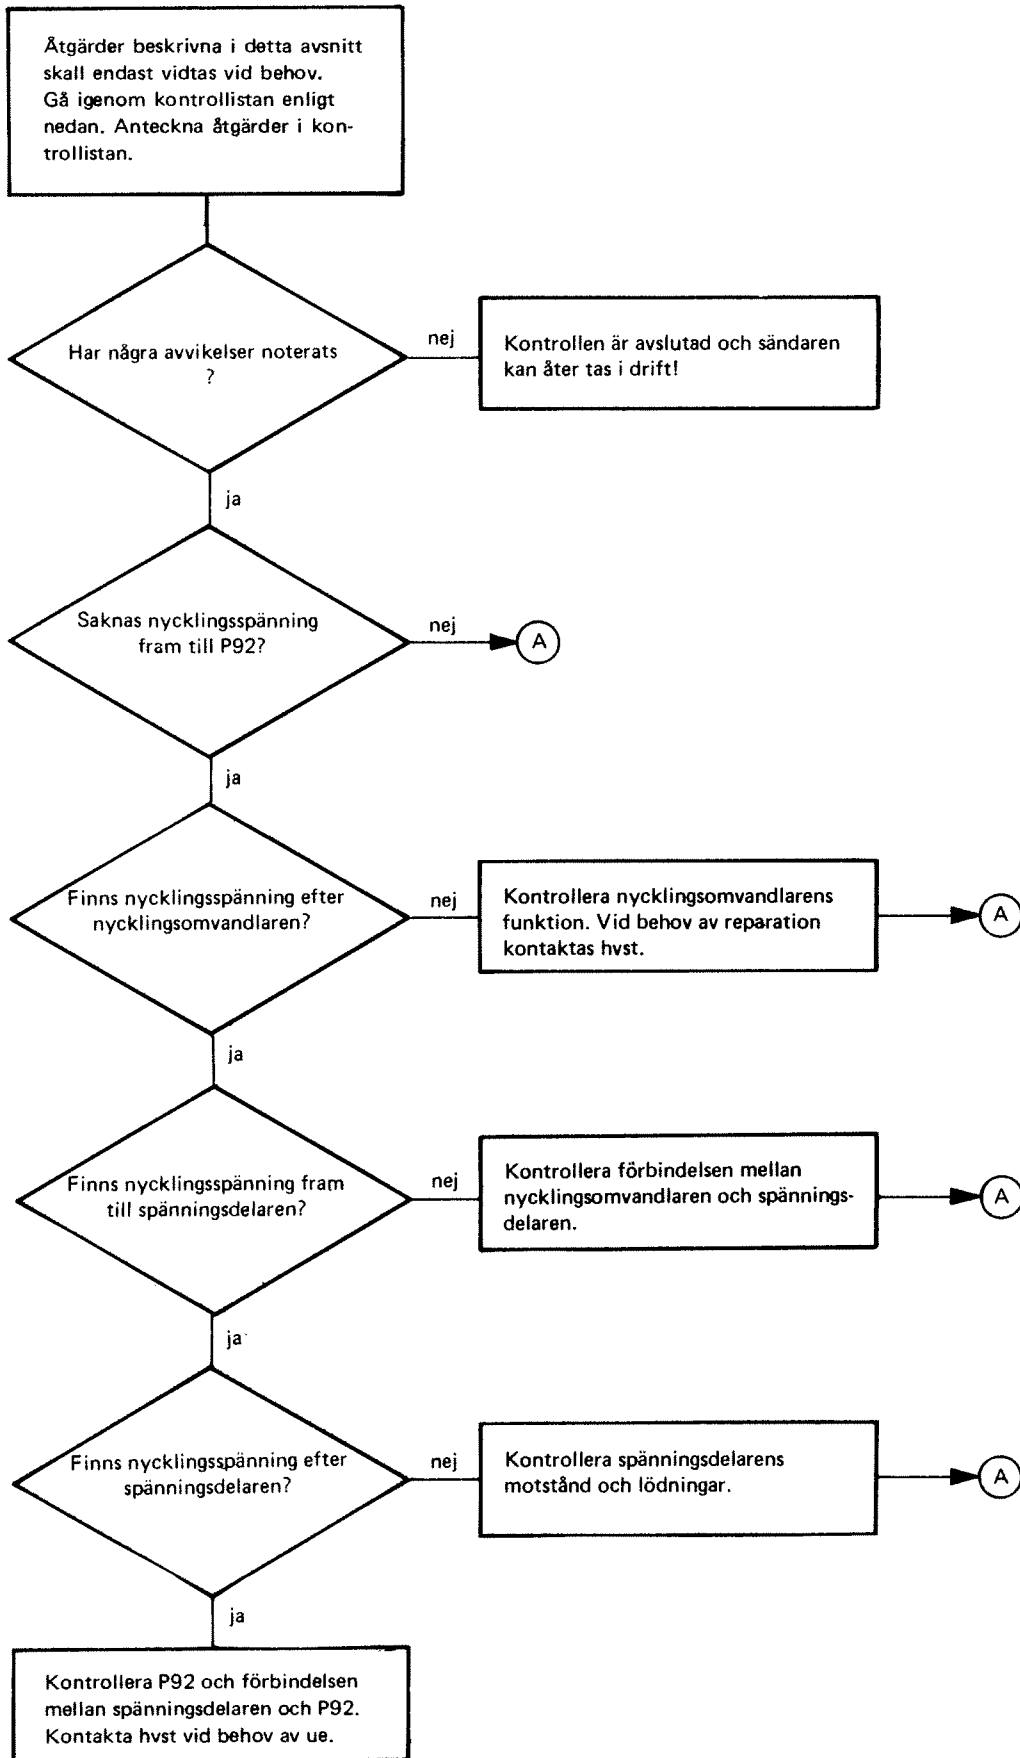 Åtgärder beskrivna i detta avsnitt
skall endast vidtas vid behov.
Gå igenom kontrollistan enligt
nedan. Anteckna åtgärder i kon-
trollistan.
Har några avvikelser noterats
?
nej
Kontrollen är avslutad och sändaren
kan åter tas i drift!
ja
Saknas nycklingsspänning
fram till P92?
nej
A
ja
Finns nycklingsspänning efter
nycklingsomvandlaren?
nej
Kontrollera nycklingsomvandlarens
funktion. Vid behov av reparation
kontaktas hvst.
A
ja
Finns nycklingsspänning fram
till spänningsdelaren?
nej
Kontrollera förbindelsen mellan
nycklingsomvandlaren och spännings-
delaren.
A
ja
Finns nycklingsspänning efter
spänningsdelaren?
nej
Kontrollera spänningsdelarens
motstånd och lödningar.
A
ja
Kontrollera P92 och förbindelsen
mellan spänningsdelaren och P92.
Kontakta hvst vid behov av ue.